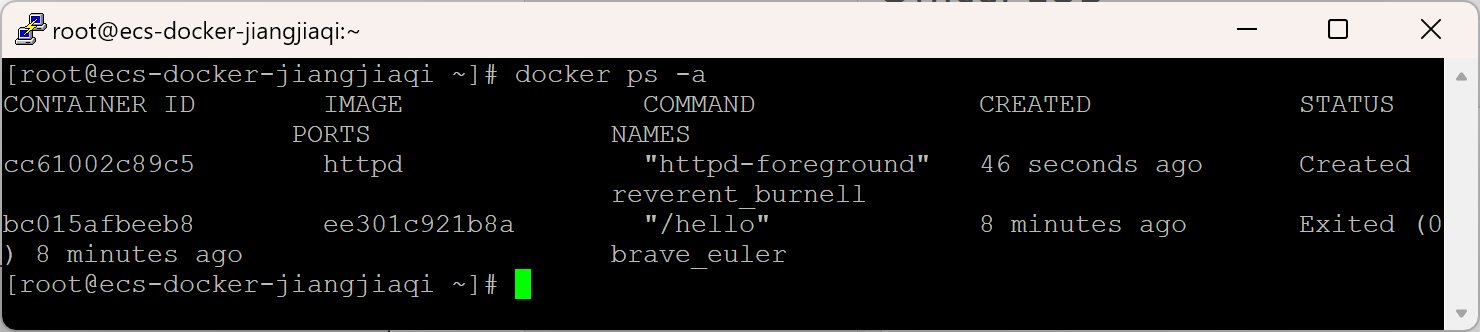 root@ecs-docker-jiangjiaqi:~
[root@ecs-docker-jiangjiaqi ~]# docker ps -a
CONTAINER ID        IMAGE               COMMAND              CREATED             STATUS
                  PORTS               NAMES
cc61002c89c5        httpd               "httpd-foreground"   46 seconds ago      Created
                                      reverent_burnell
bc015afbeeb8        ee301c921b8a        "/hello"             8 minutes ago       Exited (0
) 8 minutes ago                       brave_euler
[root@ecs-docker-jiangjiaqi ~]#